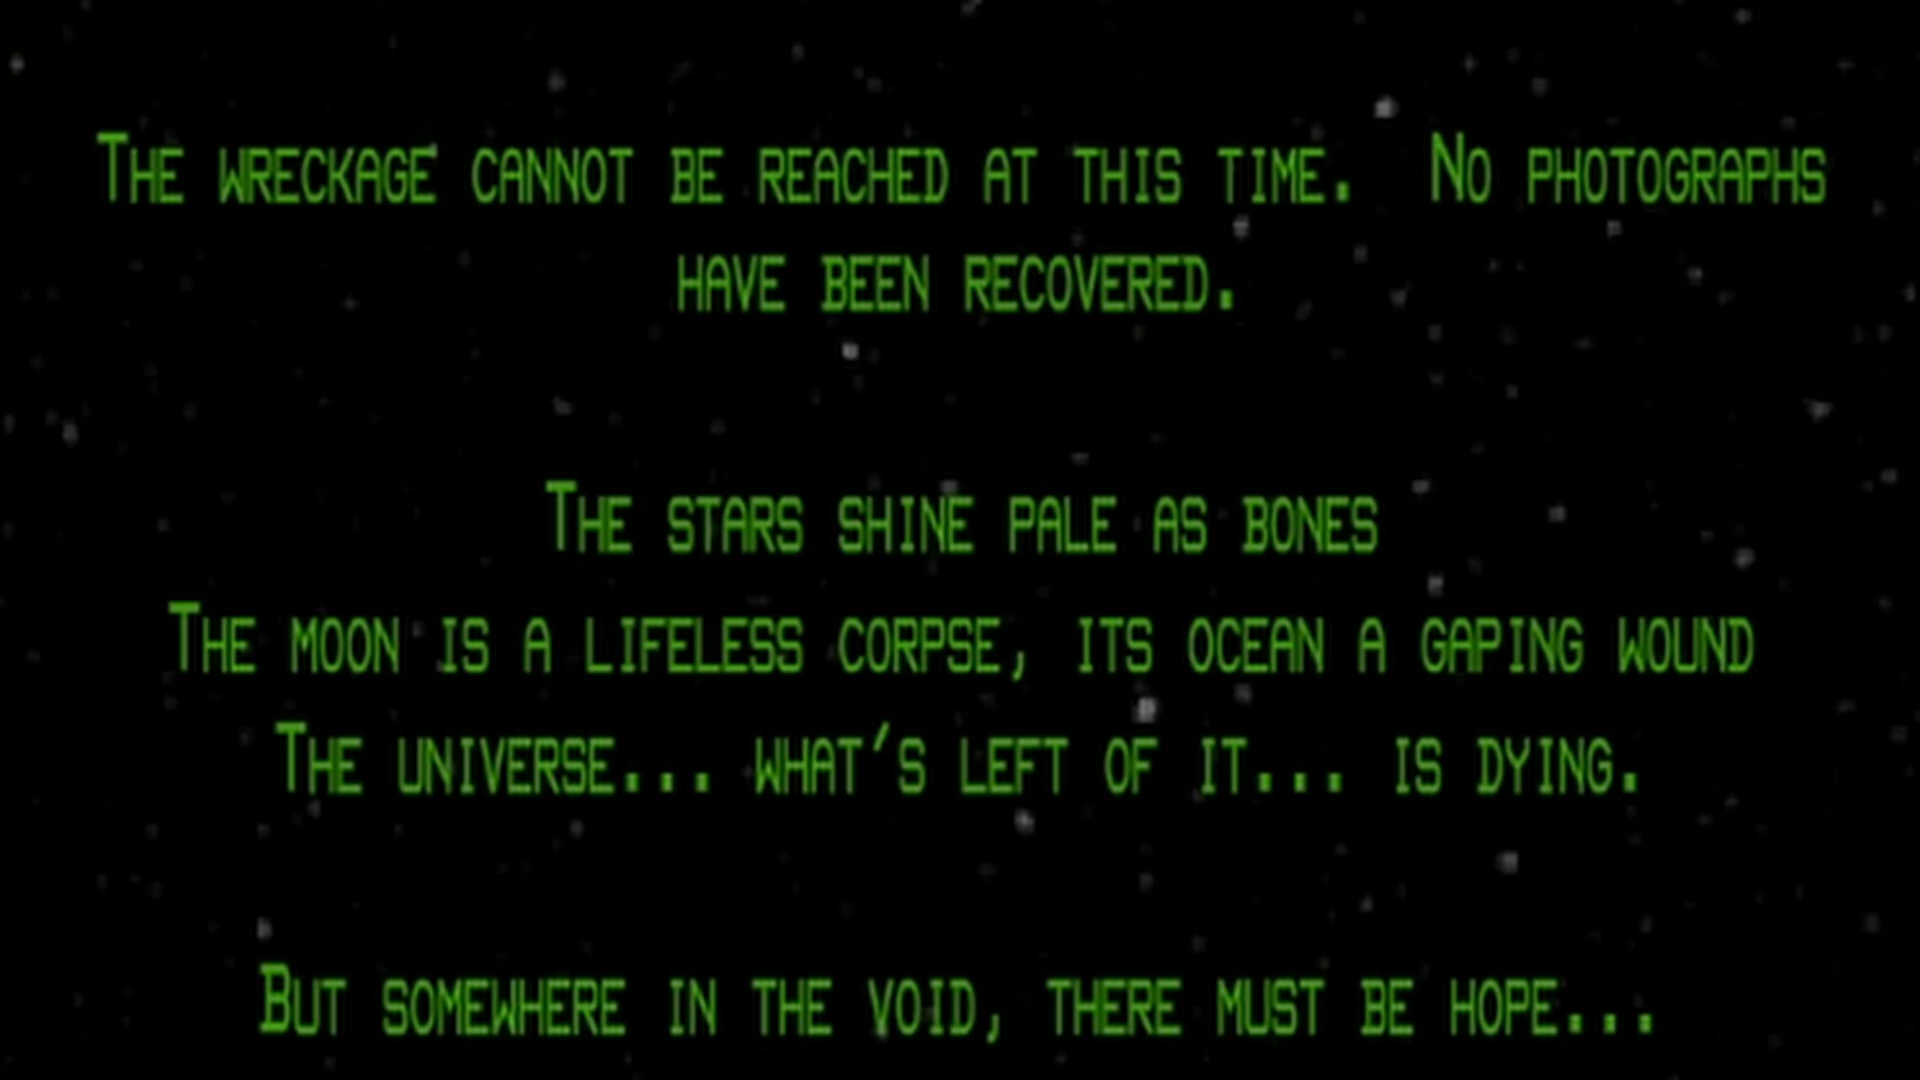 The wreckage cannot be reached at this time.  No photographs
have been recovered.
The stars shine pale as bones
The moon is a lifeless corpse, its ocean a gaping wound
The universe... what's left of it... is dying.
But somewhere in the void, there must be hope...